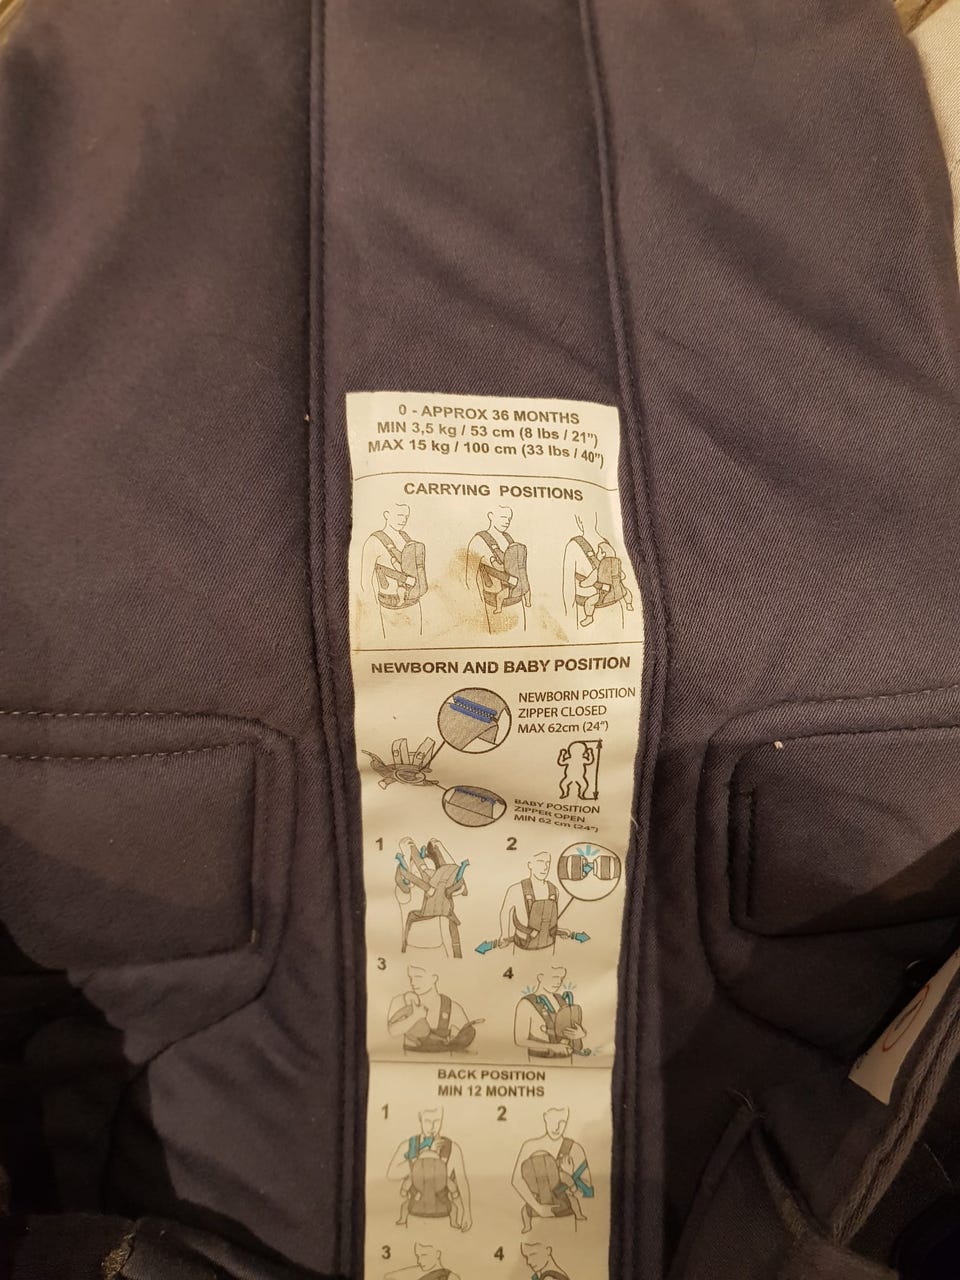 0 - APPROX 36 MONTHS
MIN 3,5 kg / 53 cm (8 lbs / 21")
MAX 15 kg / 100 cm (33 lbs / 40")
CARRYING POSITIONS
NEWBORN AND BABY POSITION
NEWBORN POSITION
ZIPPER CLOSED
MAX 62cm (24")
BABY POSITION
ZIPPER OPEN
MIN 62 cm (24")
1 2
3 4
BACK POSITION
MIN 12 MONTHS
1 2
3 4